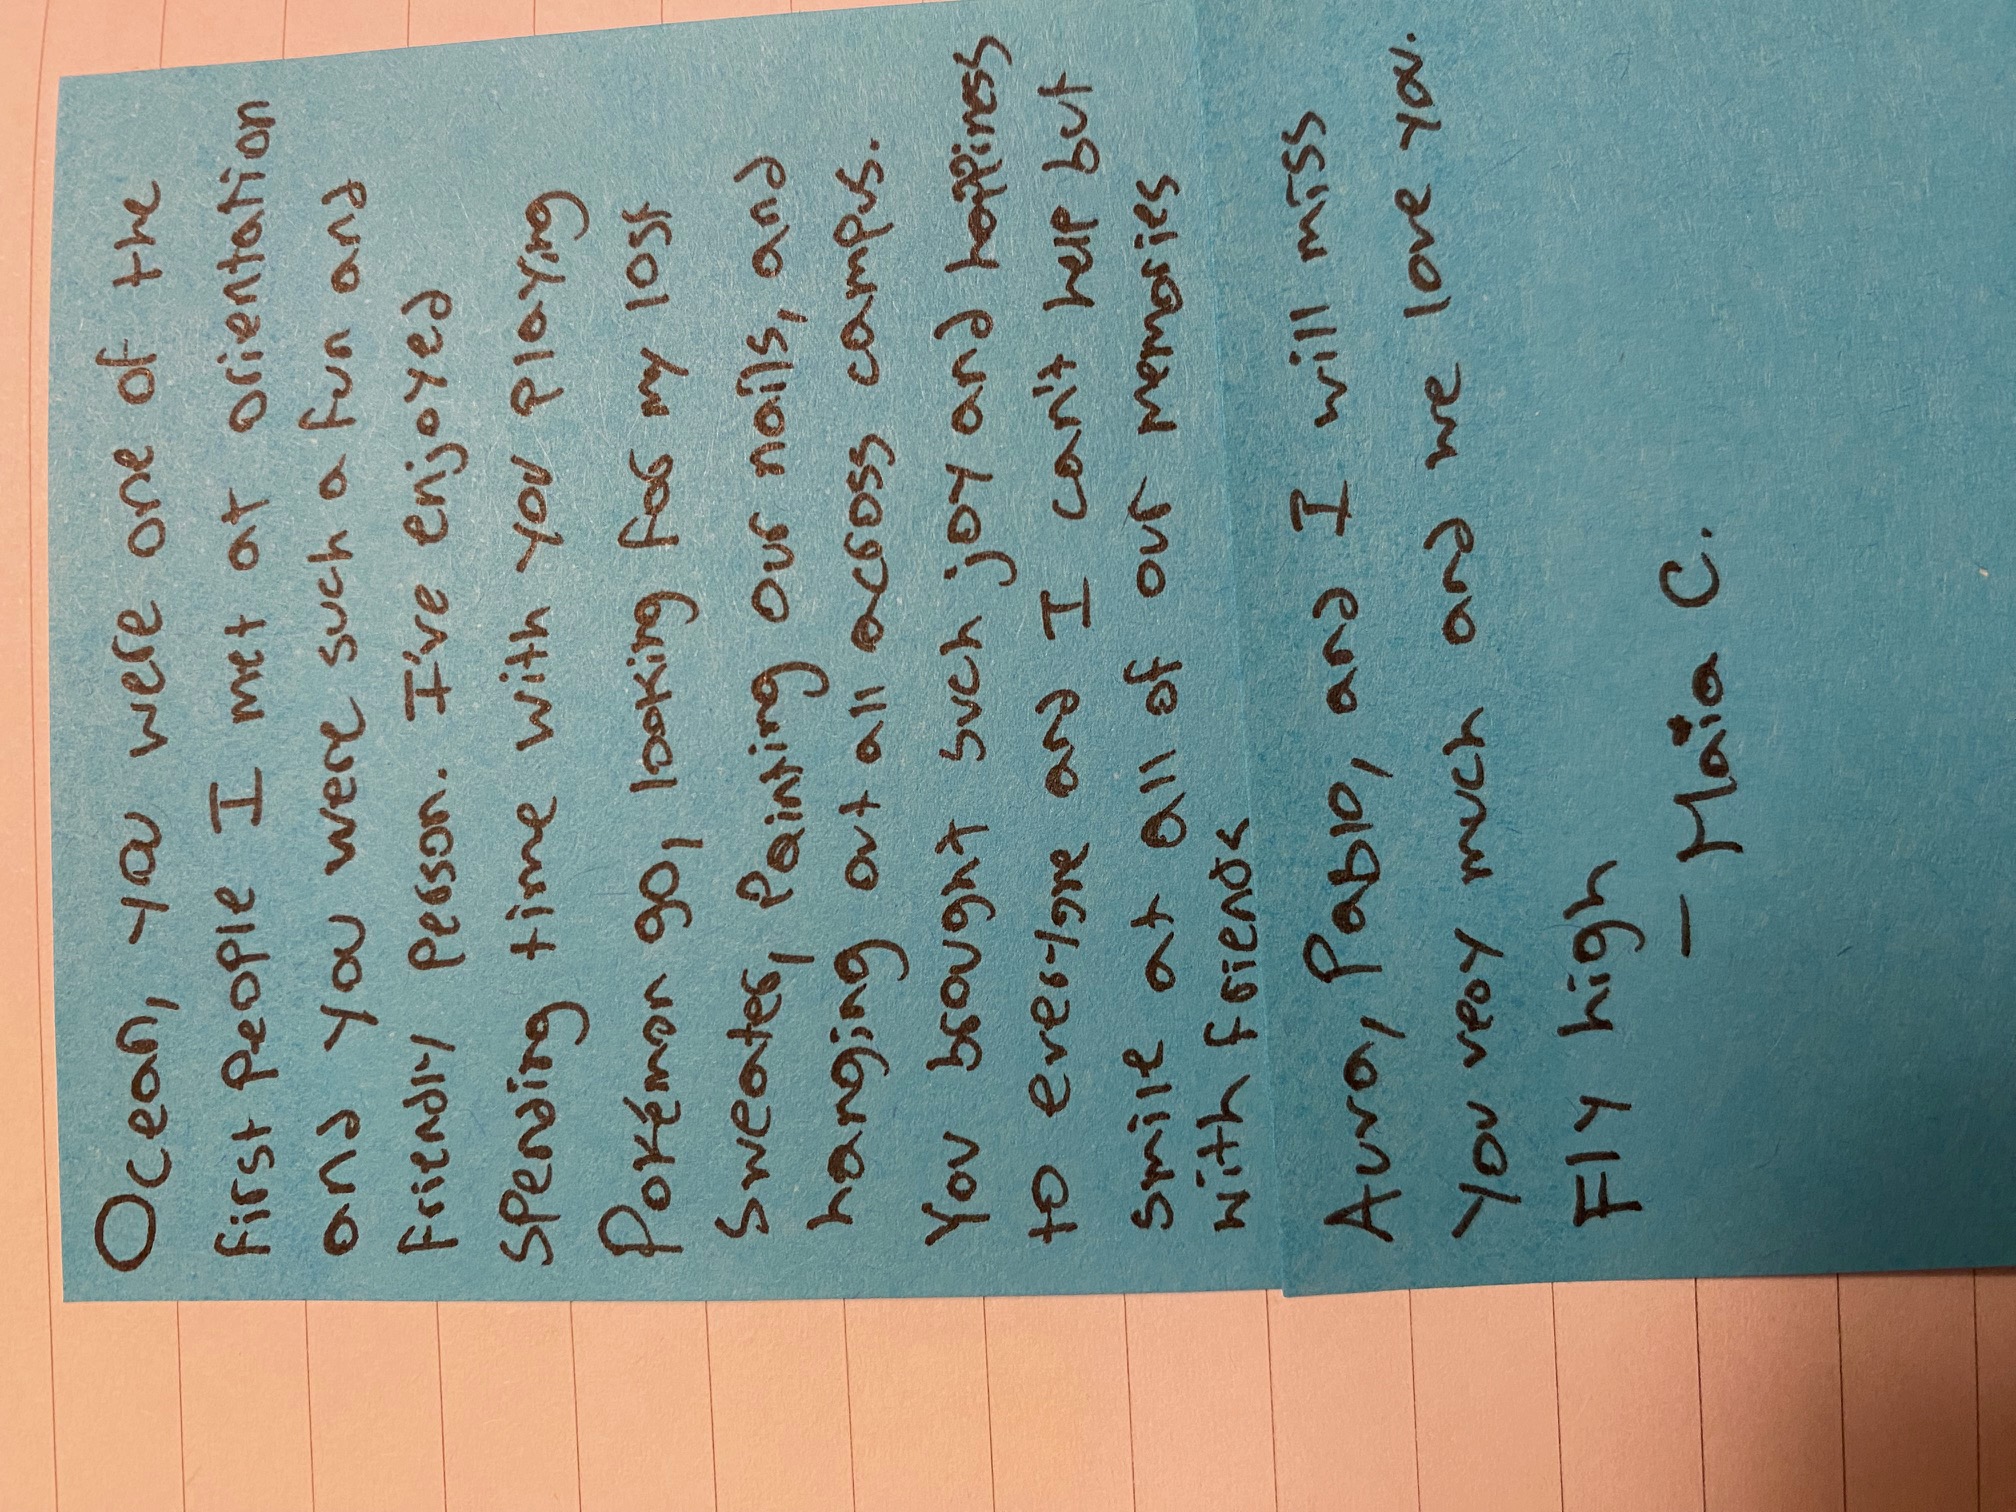 Ocean, you were one of the
first people I met at orientation
and you were such a fun and
friendly person. I've enjoyed
spending time with you playing
Pokémon go, looking for my lost
sweater, painting our nails, and
hanging out all across campus.
You brought such joy and happiness
to everyone and I can't help but
smile at all of our memories
with friends
Aura, Pablo, and I will miss
you very much and we love you.
Fly high
– Maia C.